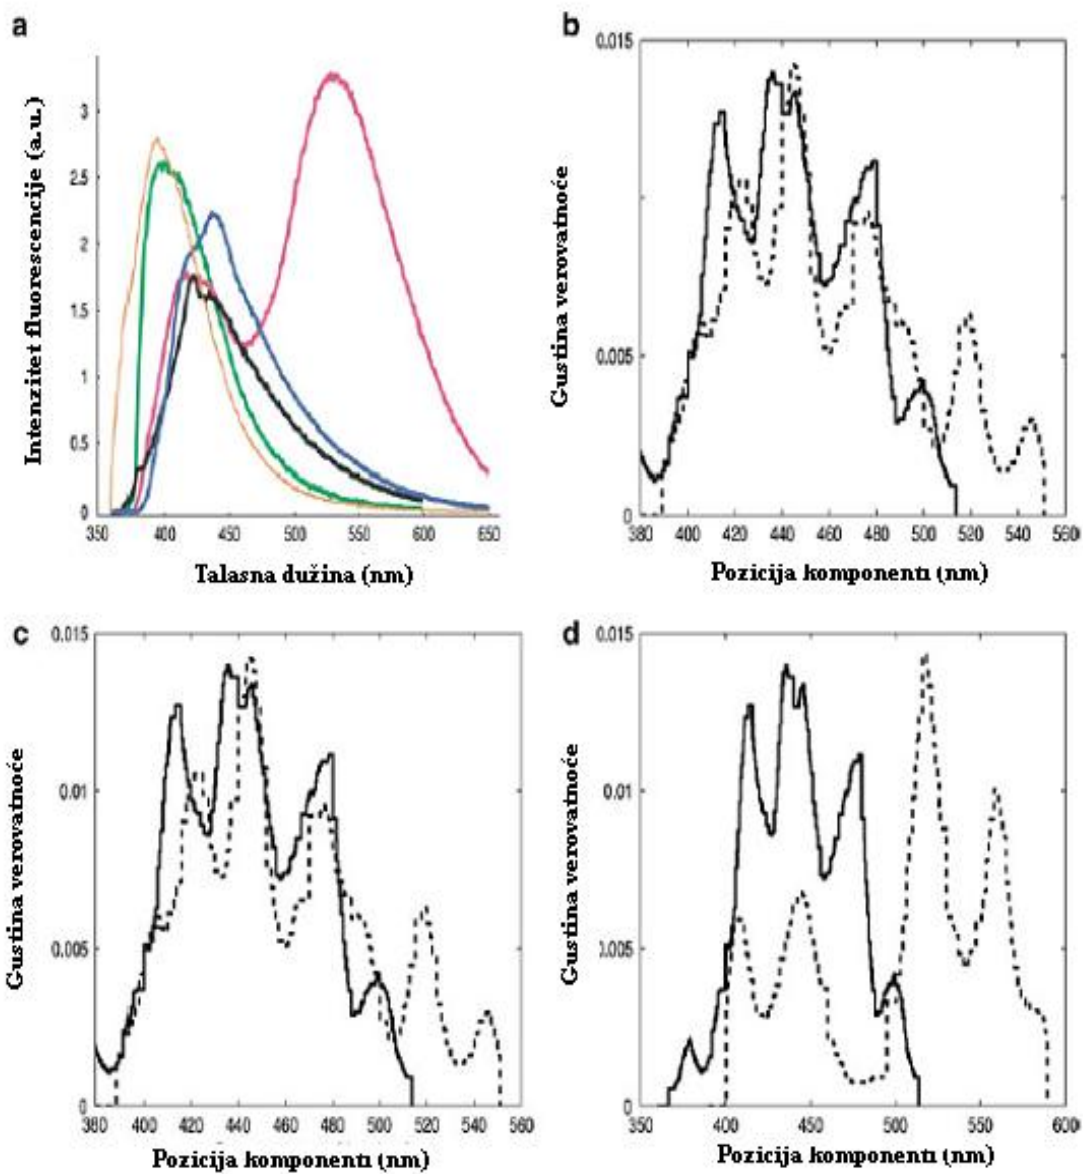 a
Intenzitet fluorescencije (a.u.)
3
2.5
2
1.5
1
0.5
0
350 400 450 500 550 600 650
Talasna dužina (nm)
b
Gustina verovatnoće
0.015
0.005
0
380 400 420 440 460 480 500 520 540 560
Pozicija komponenti (nm)
c
Gustina verovatnoće
0.015
0.01
0.005
0
380 400 420 440 460 480 500 520 540 560
Pozicija komponenti (nm)
d
Gustina verovatnoće
0.015
0.01
0.005
0
400 450 500 550 600
Pozicija komponenti (nm)